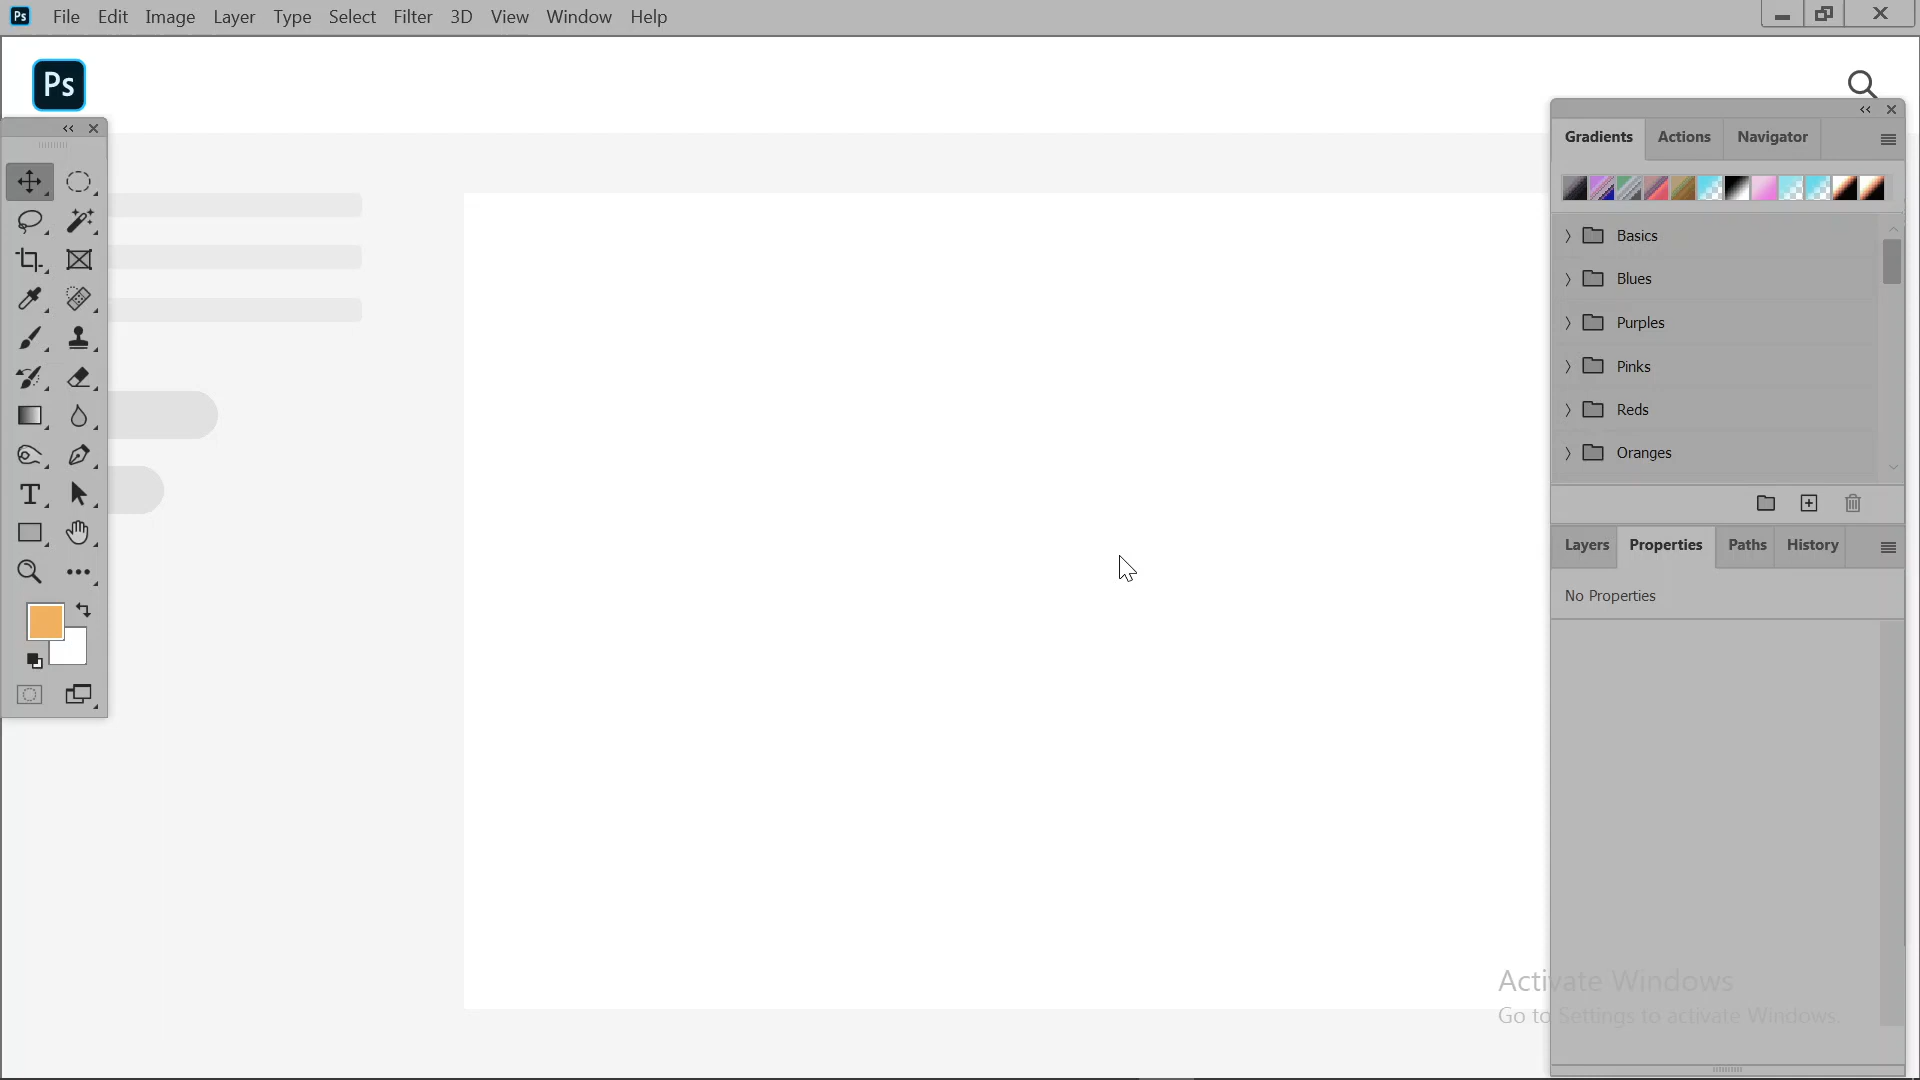 Ps File Edit Image Layer Type Select Filter 3D View Window Help
Ps
Gradients Actions Navigator
Basics
Blues
Purples
Pinks
Reds
Oranges
T
Layers Properties Paths History
No Properties
Activate Windows
Go to Settings to activate Windows.